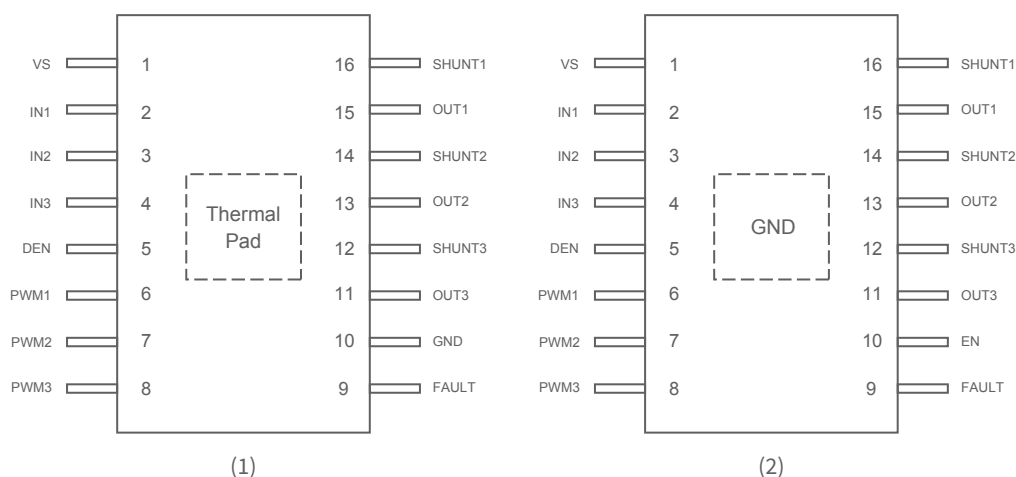 VS 1 16 SHUNT1
IN1 2 15 OUT1
IN2 3 14 SHUNT2
IN3 4 13 OUT2
DEN 5 12 SHUNT3
PWM1 6 11 OUT3
PWM2 7 10 GND
PWM3 8 9 FAULT
Thermal
Pad
(1)
VS 1 16 SHUNT1
IN1 2 15 OUT1
IN2 3 14 SHUNT2
IN3 4 13 OUT2
DEN 5 12 SHUNT3
PWM1 6 11 OUT3
PWM2 7 10 EN
PWM3 8 9 FAULT
GND
(2)